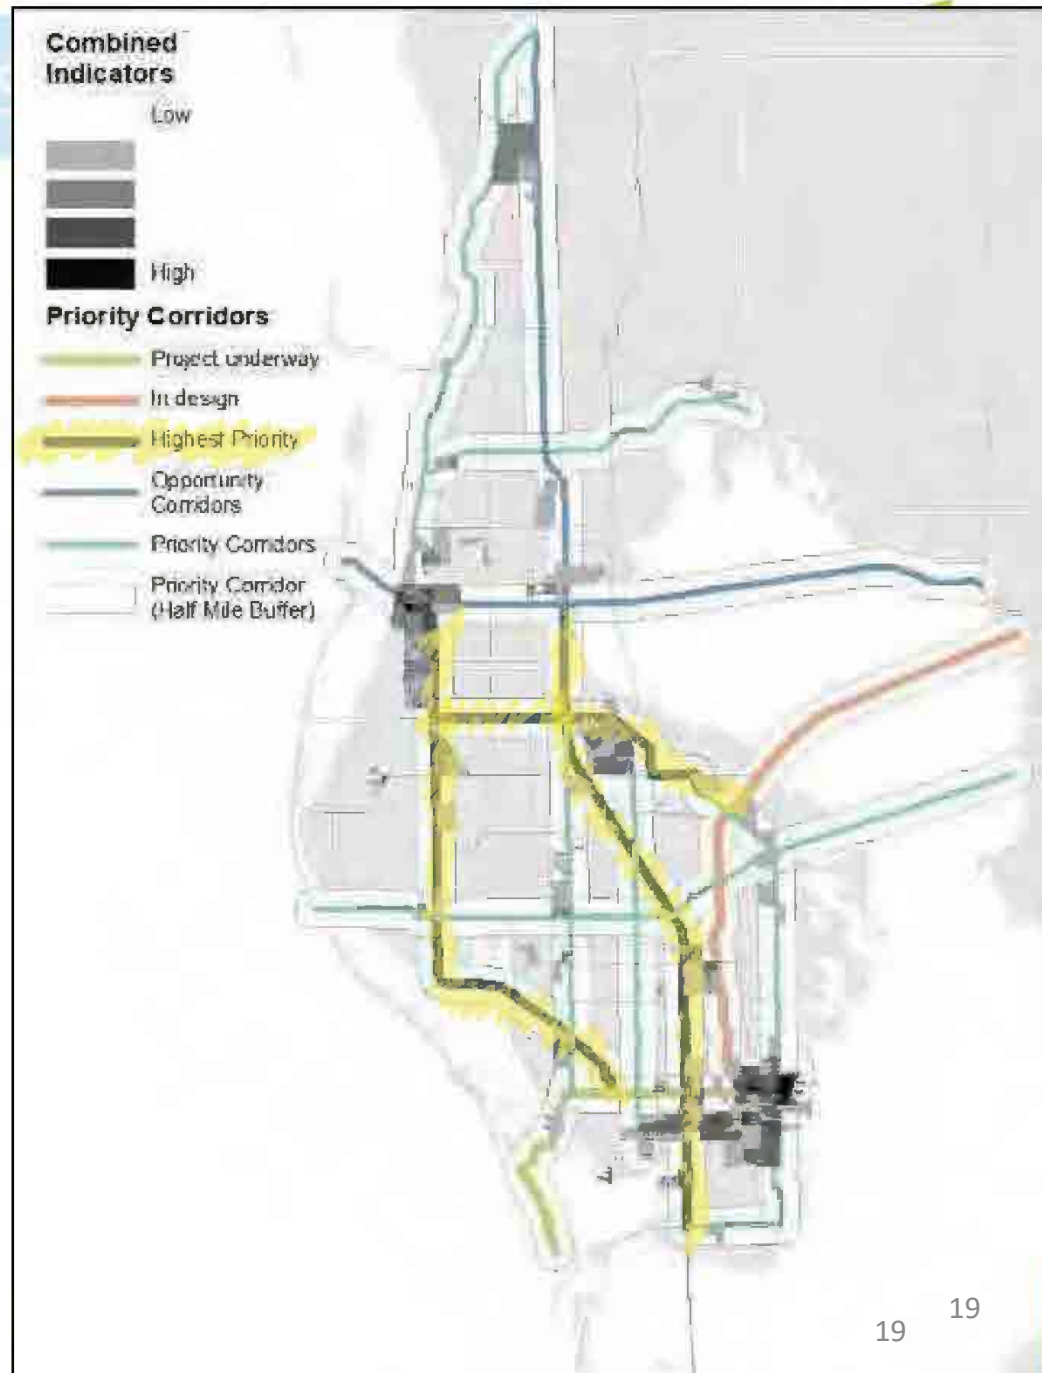 Combined
Indicators
Low
High
Priority Corridors
Project underway
In design
Highest Priority
Opportunity
Corridors
Priority Corridors
Priority Corridor
(Half Mile Buffer)
19
19